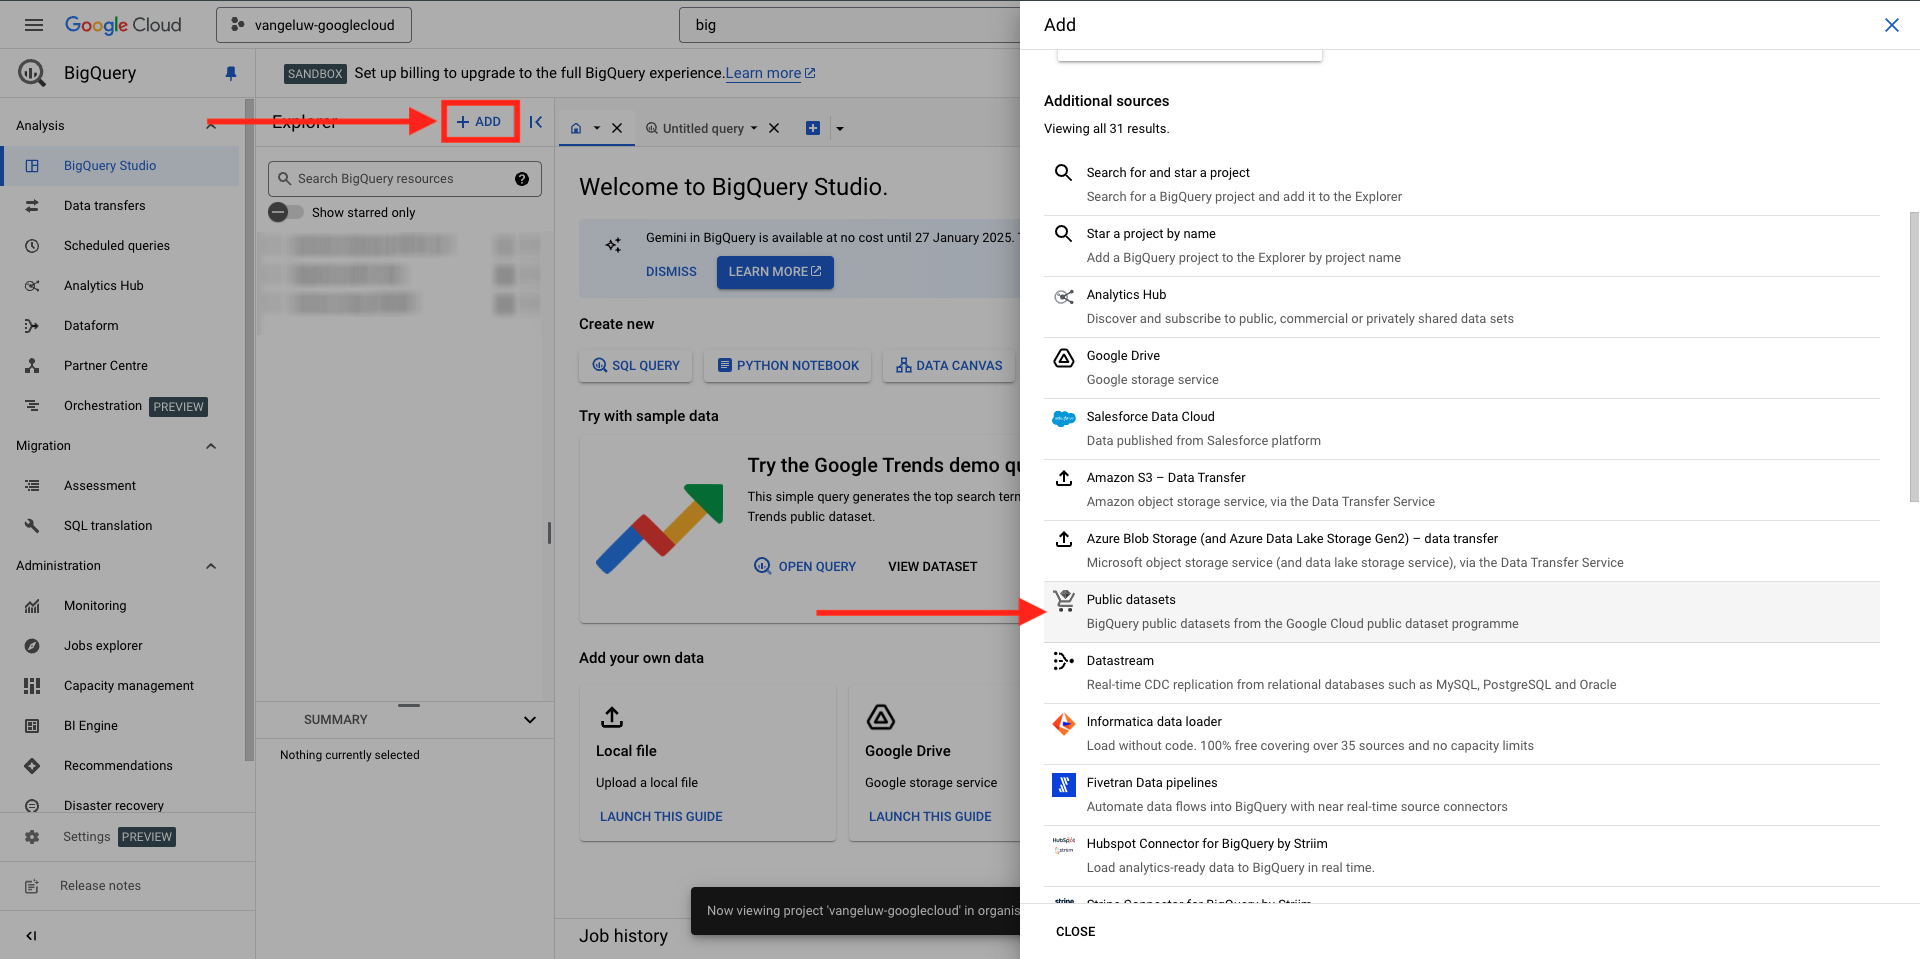 Google Cloud
vangeluw-googlecloud
big
BigQuery
SANDBOX Set up billing to upgrade to the full BigQuery experience. Learn more
Analysis
BigQuery Studio
Data transfers
Scheduled queries
Analytics Hub
Dataform
Partner Centre
Orchestration PREVIEW
Migration
Assessment
SQL translation
Administration
Monitoring
Jobs explorer
Capacity management
BI Engine
Recommendations
Disaster recovery
Settings PREVIEW
Release notes
Explorer
+ ADD
Search BigQuery resources
Show starred only
SUMMARY
Nothing currently selected
Untitled query
Welcome to BigQuery Studio.
Gemini in BigQuery is available at no cost until 27 January 2025.
DISMISS
LEARN MORE
Create new
SQL QUERY
PYTHON NOTEBOOK
DATA CANVAS
Try with sample data
Try the Google Trends demo qu
This simple query generates the top search tern
Trends public dataset.
OPEN QUERY
VIEW DATASET
Add your own data
Local file
Upload a local file
LAUNCH THIS GUIDE
Google Drive
Google storage service
LAUNCH THIS GUIDE
Now viewing project 'vangeluw-googlecloud' in organis
Job history
Add
Additional sources
Viewing all 31 results.
Search for and star a project
Search for a BigQuery project and add it to the Explorer
Star a project by name
Add a BigQuery project to the Explorer by project name
Analytics Hub
Discover and subscribe to public, commercial or privately shared data sets
Google Drive
Google storage service
Salesforce Data Cloud
Data published from Salesforce platform
Amazon S3 – Data Transfer
Amazon object storage service, via the Data Transfer Service
Azure Blob Storage (and Azure Data Lake Storage Gen2) – data transfer
Microsoft object storage service (and data lake storage service), via the Data Transfer Service
Public datasets
BigQuery public datasets from the Google Cloud public dataset programme
Datastream
Real-time CDC replication from relational databases such as MySQL, PostgreSQL and Oracle
Informatica data loader
Load without code. 100% free covering over 35 sources and no capacity limits
Fivetran Data pipelines
Automate data flows into BigQuery with near real-time source connectors
HubSpot
striim
Hubspot Connector for BigQuery by Striim
Load analytics-ready data to BigQuery in real time.
stripe
Stripe Connector for BigQuery by Striim
CLOSE